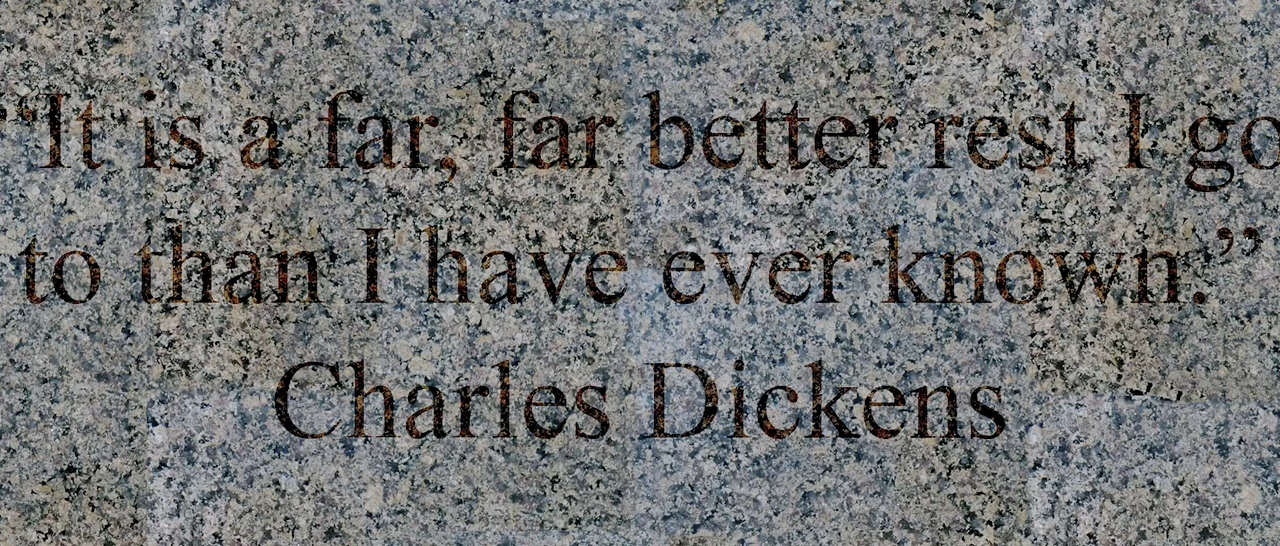 “It is a far, far better rest I go
to than I have ever known.”
Charles Dickens